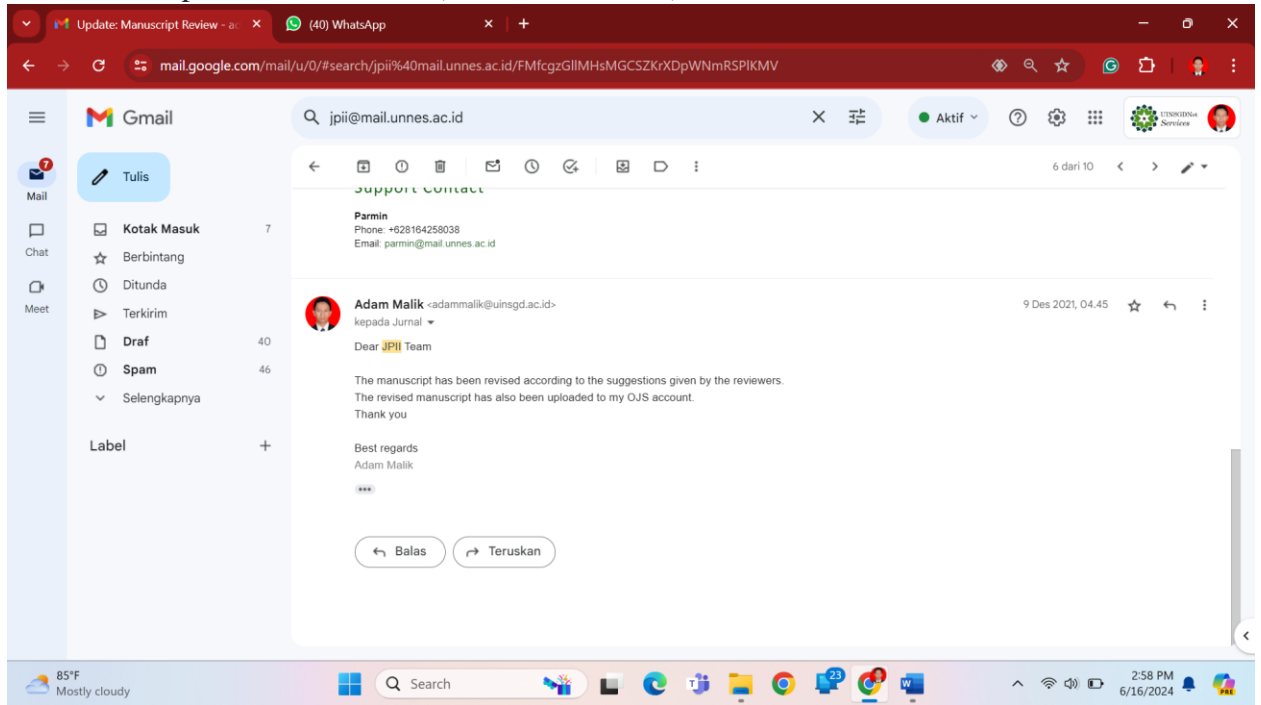 Update: Manuscript Review - ac
(40) WhatsApp
mail.google.com/mail/u/0/#search/jpii%40mail.unnes.ac.id/FMfcgzGllMHsMGCSZKrXDpWNmRSPlKMV
Gmail
jpii@mail.unnes.ac.id
Aktif
UINSGDNet
Services
7
Mail
Chat
Meet
Tulis
6 dari 10
Kotak Masuk 7
Berbintang
Ditunda
Terkirim
Draf 40
Spam 46
Selengkapnya
Label
Support Contact
Parmin
Phone: +628164258038
Email: parmin@mail.unnes.ac.id
Adam Malik <adammalik@uinsgd.ac.id>
9 Des 2021, 04.45
kepada Jurnal
Dear JPII Team
The manuscript has been revised according to the suggestions given by the reviewers.
The revised manuscript has also been uploaded to my OJS account.
Thank you
Best regards
Adam Malik
Balas
Teruskan
85°F
Mostly cloudy
Search
23
2:58 PM
6/16/2024
PRE